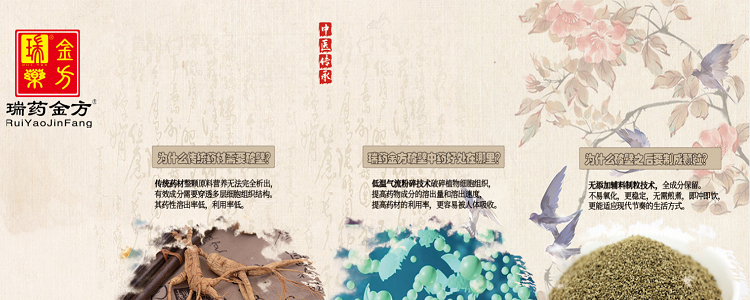 瑞 金
药 方
瑞药金方®
RuiYaoJinFang
中医传承
为什么传统药材需要破壁?
传统药材整颗原料营养无法完全析出,
有效成分需要穿透多层细胞组织结构。
其药性溶出率低,利用率低。
瑞药金方破壁中药好处在哪里?
低温气流粉碎技术破碎植物细胞组织,
提高药物成分的溶出量和溶出速度。
提高药材的利用率,更容易被人体吸收。
为什么破壁之后要制成颗粒?
无添加辅料制粒技术,全成分保留。
不易氧化,更稳定,无需煎煮,即冲即饮,
更能适应现代节奏的生活方式。